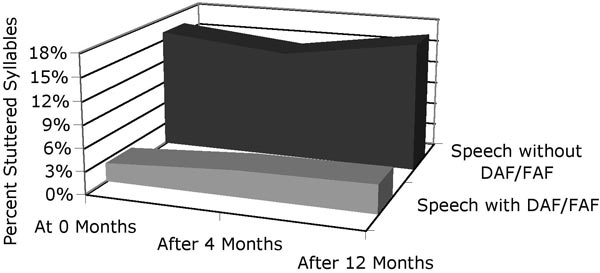 Percent Stuttered Syllables
18%
15%
12%
9%
6%
3%
0%
At 0 Months
After 4 Months
After 12 Months
Speech without
DAF/FAF
Speech with DAF/FAF